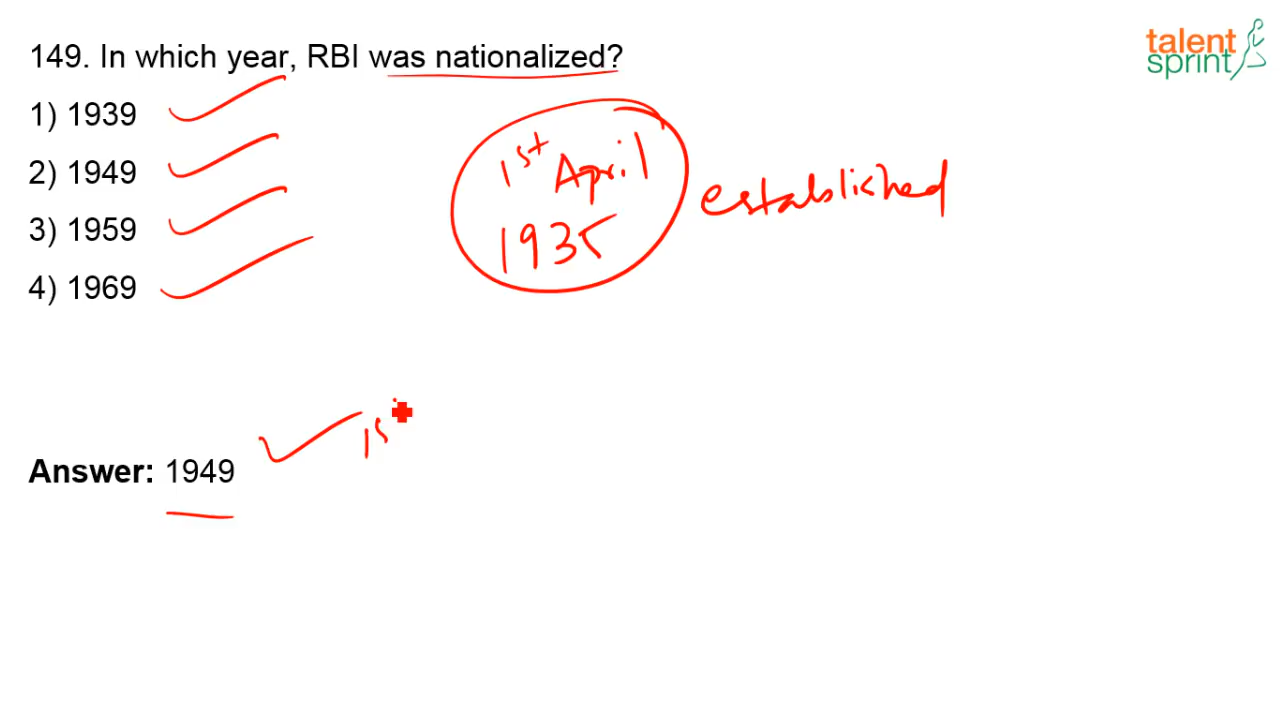 149. In which year, RBI was nationalized?
talent
sprint
1) 1939
2) 1949
3) 1959
4) 1969
1st April
1935
established
Answer: 1949